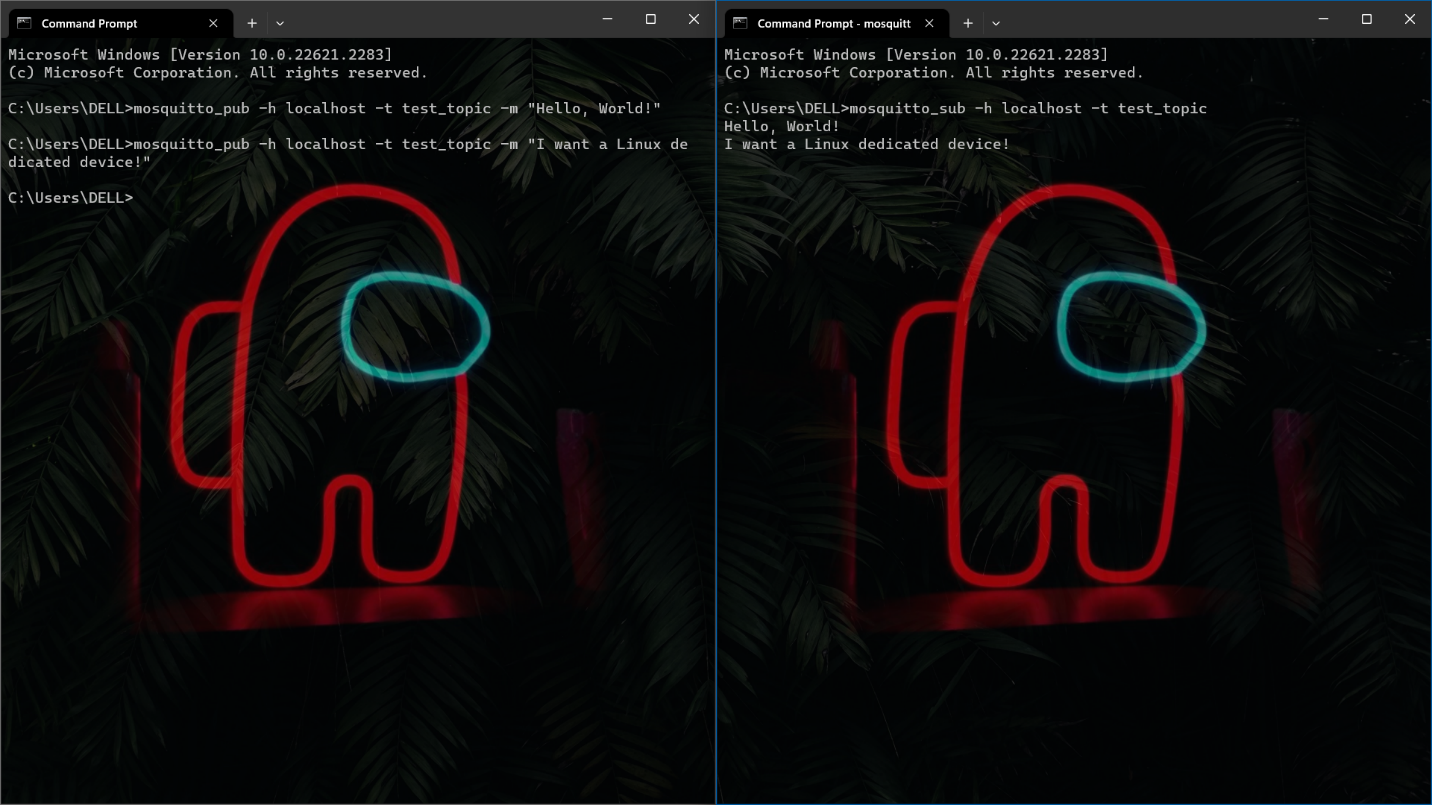 Command Prompt
Microsoft Windows [Version 10.0.22621.2283]
(c) Microsoft Corporation. All rights reserved.
C:\Users\DELL>mosquitto_pub -h localhost -t test_topic -m "Hello, World!"
C:\Users\DELL>mosquitto_pub -h localhost -t test_topic -m "I want a Linux de
dicated device!"
C:\Users\DELL>
Command Prompt - mosquitt
Microsoft Windows [Version 10.0.22621.2283]
(c) Microsoft Corporation. All rights reserved.
C:\Users\DELL>mosquitto_sub -h localhost -t test_topic
Hello, World!
I want a Linux dedicated device!